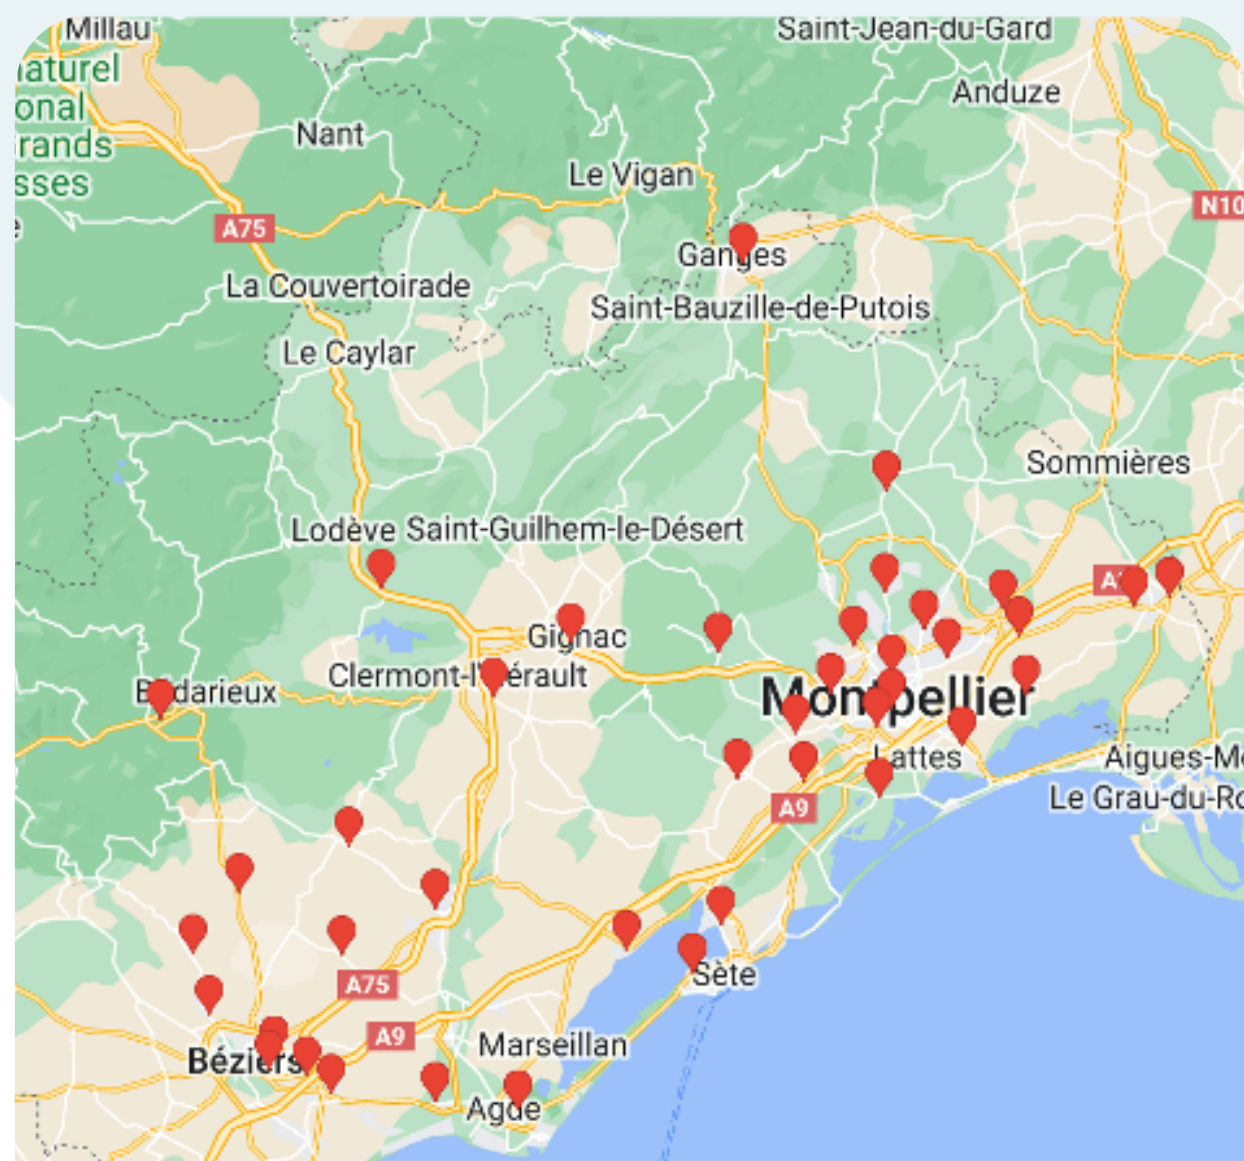 Millau
Saint-Jean-du-Gard
aturel
onal
Anduze
Nant
rands
Le Vigan
sses
N10
A75
Ganges
La Couvertoirade
Saint-Bauzille-de-Putois
Le Caylar
Sommières
Lodève
Saint-Guilhem-le-Désert
Gignac
Clermont-l'Hérault
Bédarieux
Montpellier
Lattes
Aigues-Mo
Le Grau-du-Ro
A9
Sète
A75
A9
Marseillan
Béziers
Agde